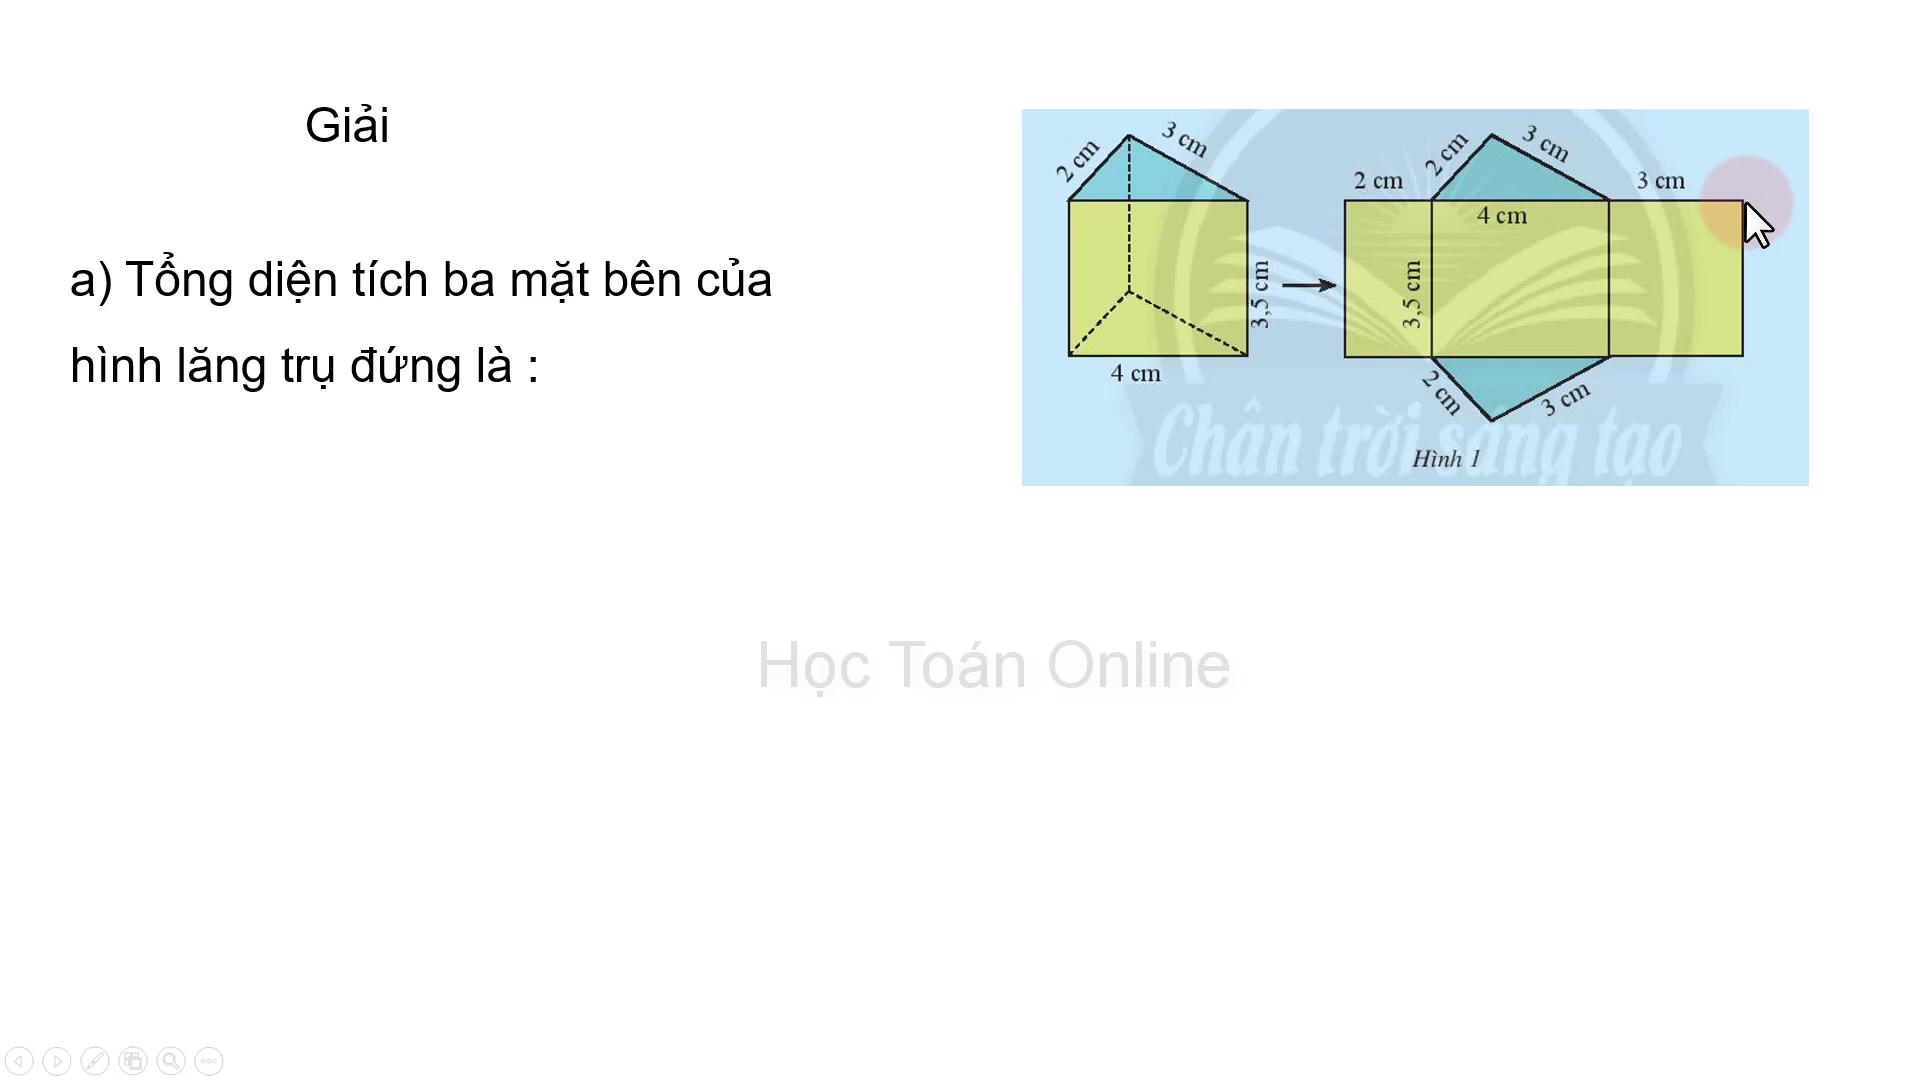 Giải
a) Tổng diện tích ba mặt bên của
hình lăng trụ đứng là :
2 cm
3 cm
3,5 cm
4 cm
2 cm
2 cm
3 cm
3 cm
4 cm
3,5 cm
2 cm
3 cm
Chân trời sáng tạo
Hình 1
Học Toán Online